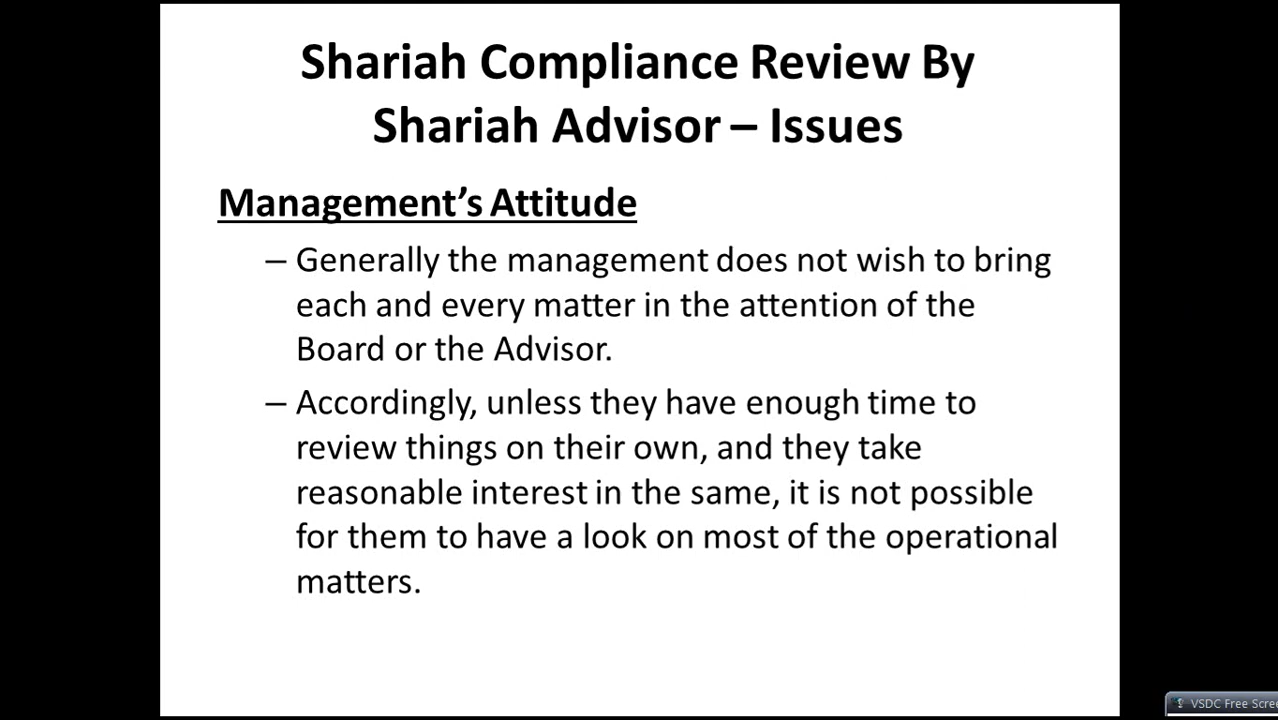 Shariah Compliance Review By
Shariah Advisor – Issues
Management’s Attitude
– Generally the management does not wish to bring
each and every matter in the attention of the
Board or the Advisor.
– Accordingly, unless they have enough time to
review things on their own, and they take
reasonable interest in the same, it is not possible
for them to have a look on most of the operational
matters.
VSDC Free Scree